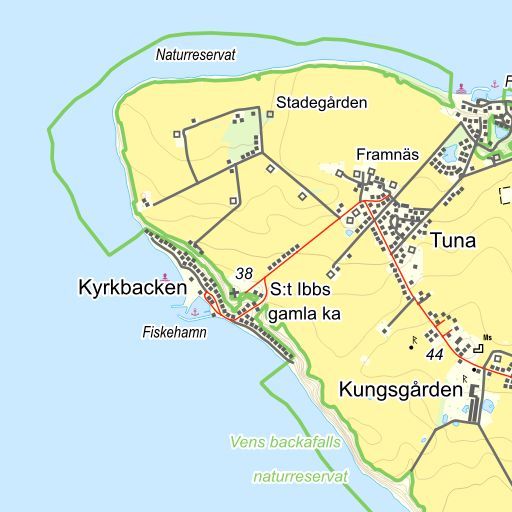 Naturreservat
Stadegården
F
Framnäs
Tuna
38
Kyrkbacken
S:t Ibbs
gamla ka
Fiskehamn
Ms
R
44
R
Kungsgården
Vens backafalls
naturreservat